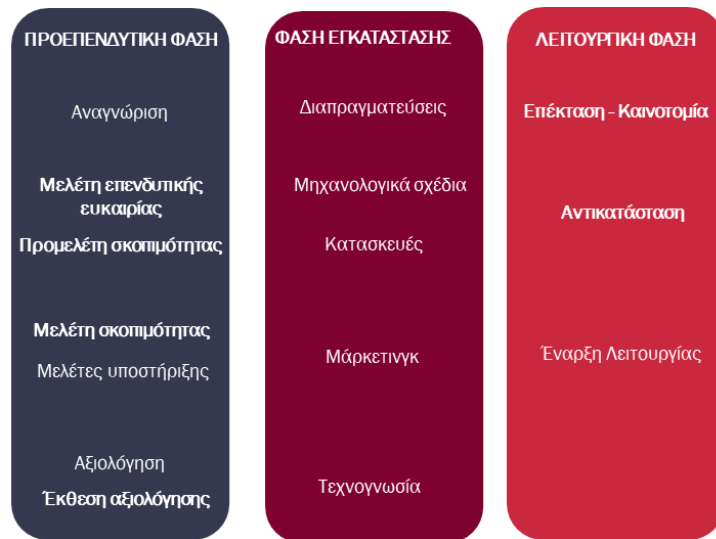 ΠΡΟΕΠΕΝΔΥΤΙΚΗ ΦΑΣΗ
Αναγνώριση
Μελέτη επενδυτικής
ευκαιρίας
Προμελέτη σκοπιμότητας
Μελέτη σκοπιμότητας
Μελέτες υποστήριξης
Αξιολόγηση
Έκθεση αξιολόγησης
ΦΑΣΗ ΕΓΚΑΤΑΣΤΑΣΗΣ
Διαπραγματεύσεις
Μηχανολογικά σχέδια
Κατασκευές
Μάρκετινγκ
Τεχνογνωσία
ΛΕΙΤΟΥΡΓΙΚΗ ΦΑΣΗ
Επέκταση - Καινοτομία
Αντικατάσταση
Έναρξη Λειτουργίας